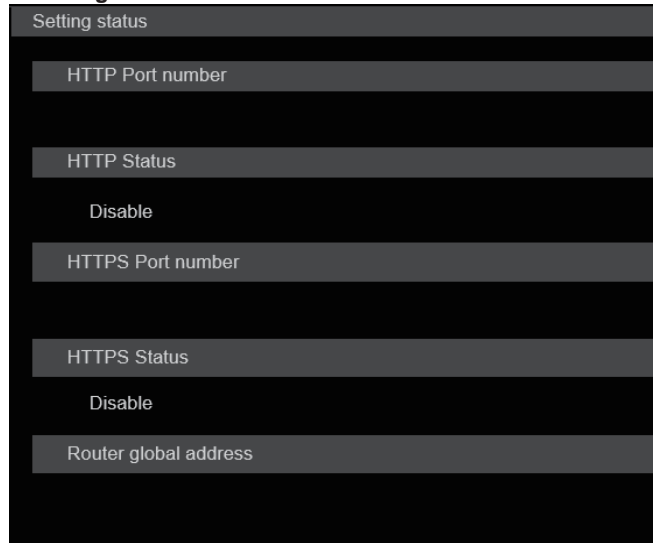 Setting status
HTTP Port number
HTTP Status
Disable
HTTPS Port number
HTTPS Status
Disable
Router global address